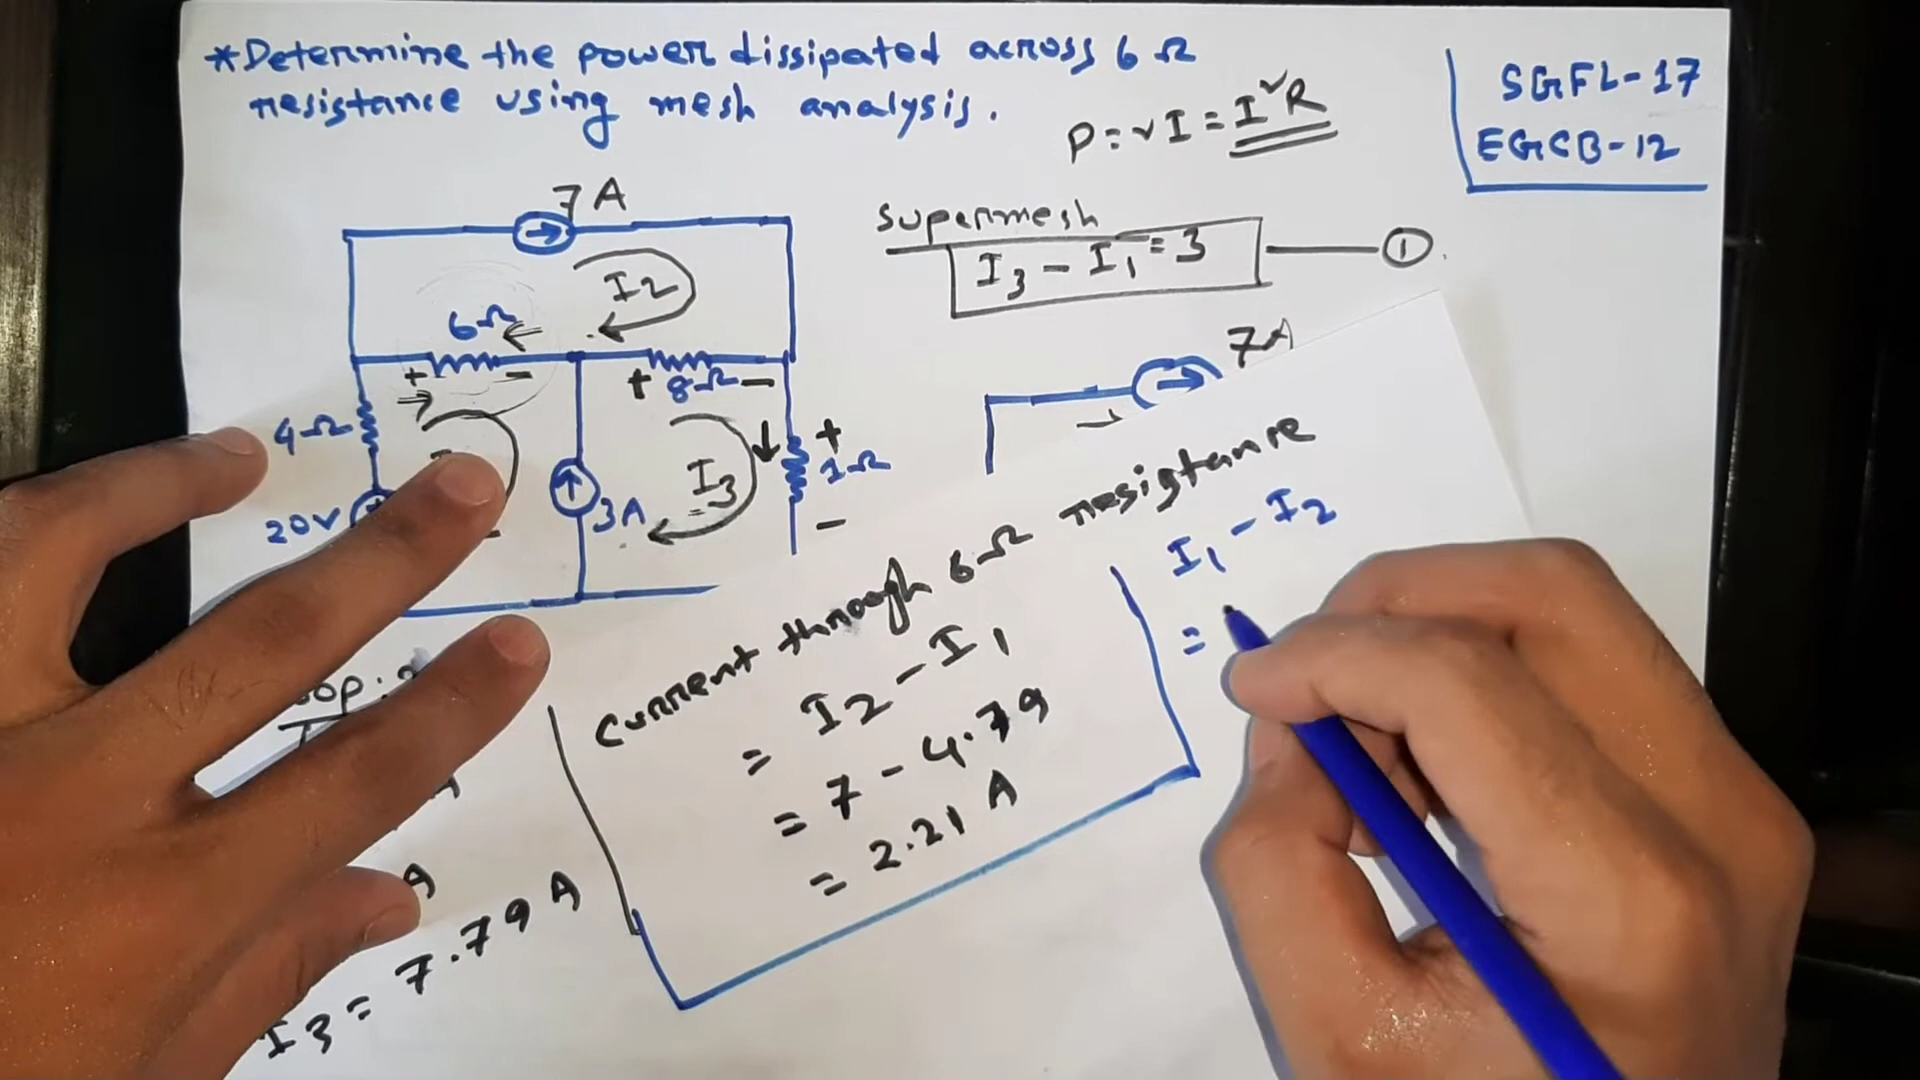 *Determine the power dissipated across 6Ω
resistance using mesh analysis.
P = vI = I²R
SGFL-17
EGCB-12
7A
I2
6Ω
+ -
+ 8Ω -
4Ω
20V
3A
I3
+
1Ω
-
supermesh
I3 - I1 = 3
1
7A
current through 6Ω resistance
= I2 - I1
= 7 - 4.79
= 2.21 A
I1 - I2
=
A
I3 = 7.79 A